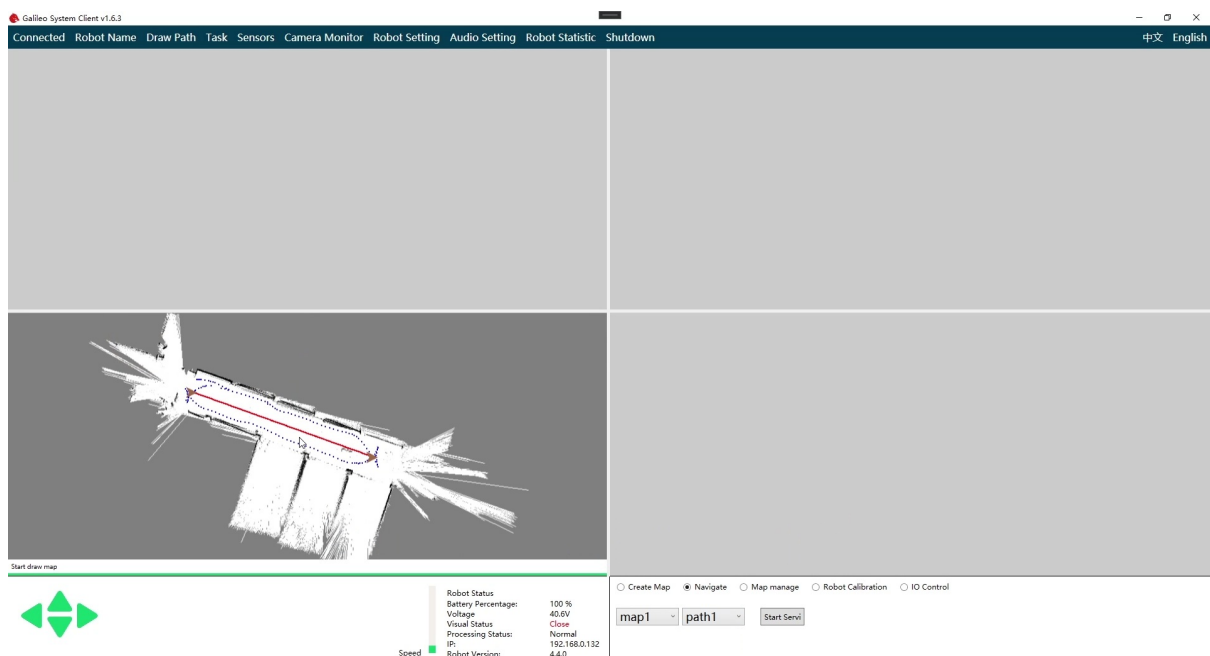 Galileo System Client v1.6.3
Connected Robot Name Draw Path Task Sensors Camera Monitor Robot Setting Audio Setting Robot Statistic Shutdown 中文 English
Start draw map
Create Map Navigate Map manage Robot Calibration IO Control
map1 path1 Start Servi
Robot Status
Battery Percentage: 100 %
Voltage 40.6V
Visual Status Close
Processing Status: Normal
IP: 192.168.0.132
Speed Robot Version: 4.4.0